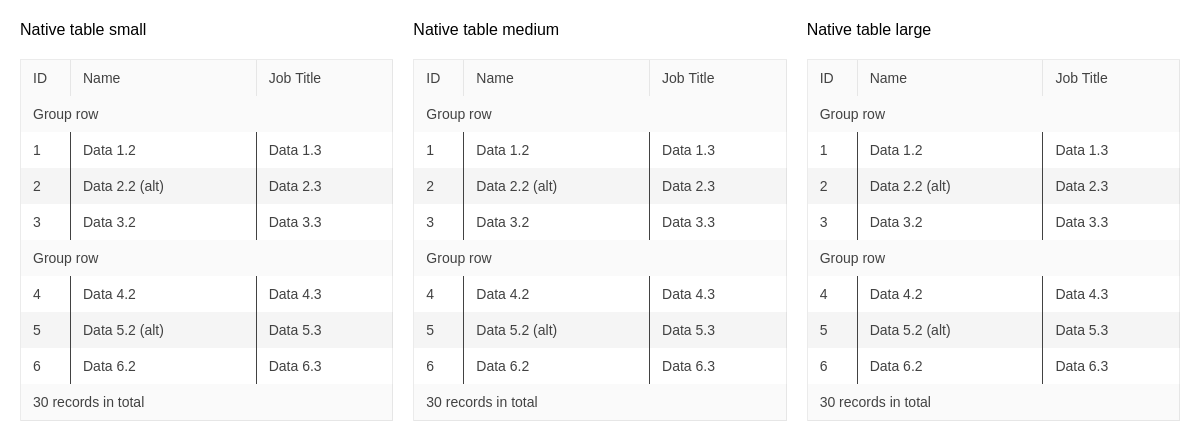 Native table small
ID Name Job Title
Group row
1 Data 1.2 Data 1.3
2 Data 2.2 (alt) Data 2.3
3 Data 3.2 Data 3.3
Group row
4 Data 4.2 Data 4.3
5 Data 5.2 (alt) Data 5.3
6 Data 6.2 Data 6.3
30 records in total
Native table medium
ID Name Job Title
Group row
1 Data 1.2 Data 1.3
2 Data 2.2 (alt) Data 2.3
3 Data 3.2 Data 3.3
Group row
4 Data 4.2 Data 4.3
5 Data 5.2 (alt) Data 5.3
6 Data 6.2 Data 6.3
30 records in total
Native table large
ID Name Job Title
Group row
1 Data 1.2 Data 1.3
2 Data 2.2 (alt) Data 2.3
3 Data 3.2 Data 3.3
Group row
4 Data 4.2 Data 4.3
5 Data 5.2 (alt) Data 5.3
6 Data 6.2 Data 6.3
30 records in total